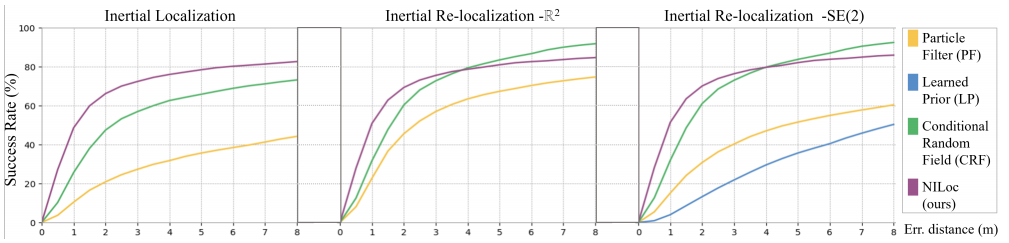 Inertial Localization
Inertial Re-localization -ℝ²
Inertial Re-localization -SE(2)
Success Rate (%)
100
80
60
40
20
0
0 1 2 3 4 5 6 7 8
0 1 2 3 4 5 6 7 8
0 1 2 3 4 5 6 7 8
Particle
Filter (PF)
Learned
Prior (LP)
Conditional
Random
Field (CRF)
NILoc
(ours)
Err. distance (m)